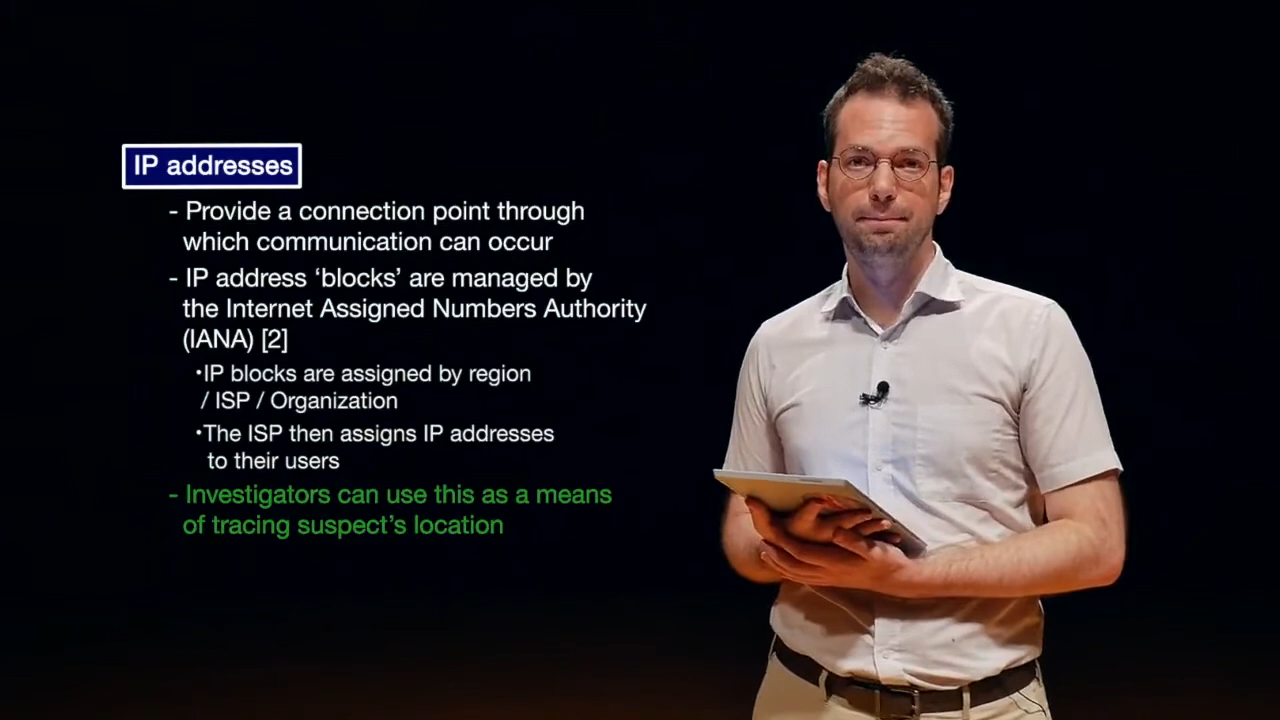 IP addresses
- Provide a connection point through
which communication can occur
- IP address ‘blocks’ are managed by
the Internet Assigned Numbers Authority
(IANA) [2]
•IP blocks are assigned by region
/ ISP / Organization
•The ISP then assigns IP addresses
to their users
- Investigators can use this as a means
of tracing suspect’s location